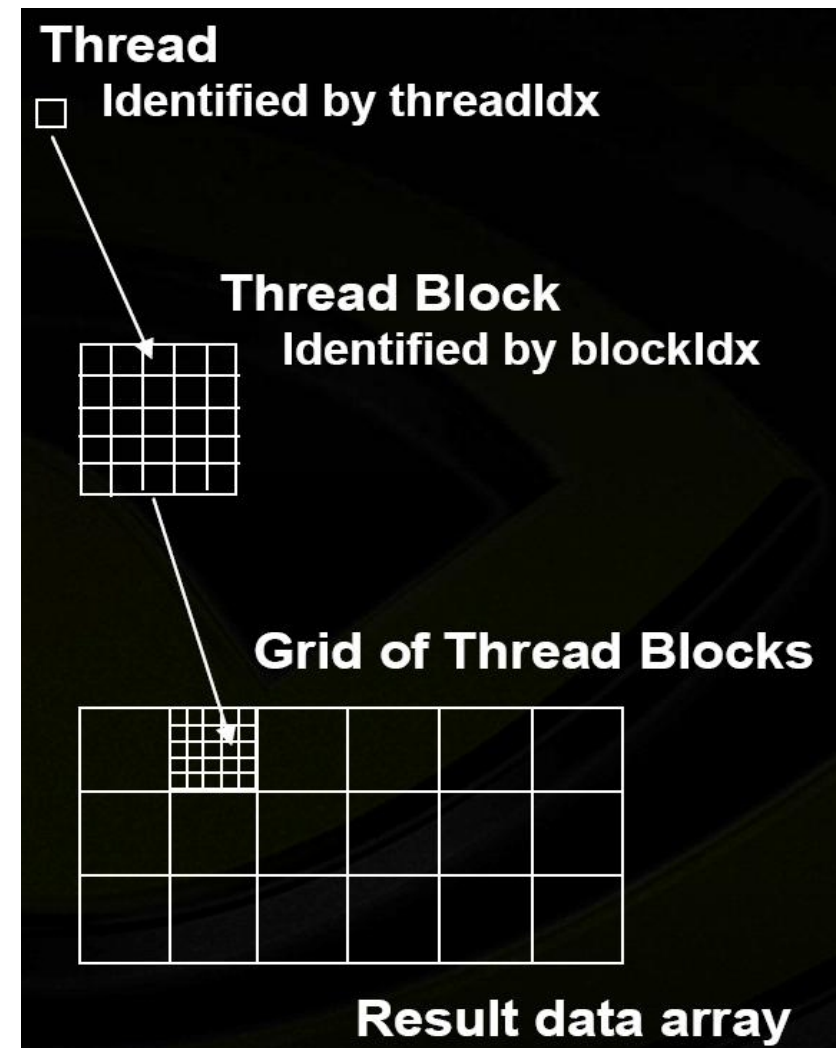 Thread
Identified by threadIdx
Thread Block
Identified by blockIdx
Grid of Thread Blocks
Result data array